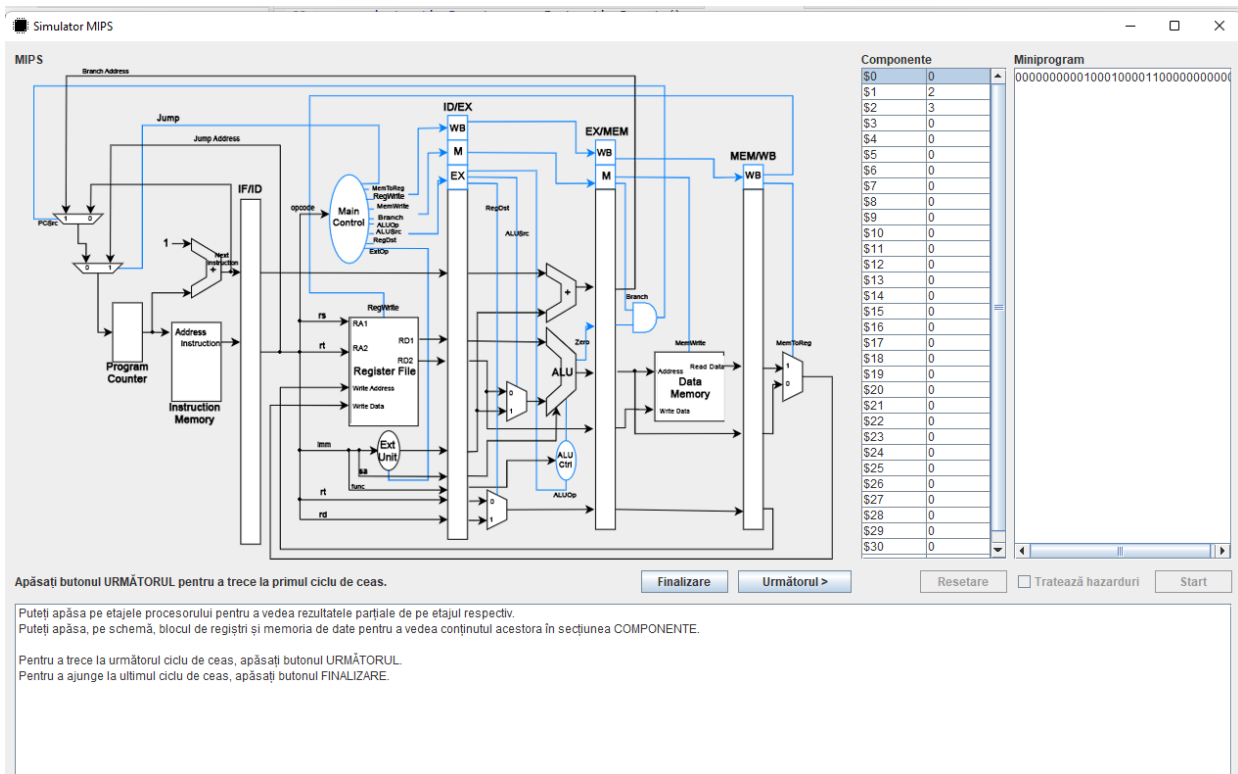 Simulator MIPS
MIPS
Componente
Miniprogram
Branch Address
Jump
Jump Address
IF/ID
ID/EX
WB
M
EX
EX/MEM
WB
M
MEM/WB
WB
opcode
Main
Control
MemToReg
RegWrite
MemWrite
Branch
ALUOp
ALUSrc
RegDst
ExtOp
RegDst
ALUSrc
PCSrc
1 0
0 1
1
Next
Instruction
+
+
Branch
Address
Instruction
Program
Counter
Instruction
Memory
RegWrite
rs
rt
RA1
RA2
RD1
RD2
Register File
Write Address
Write Data
Zero
ALU
0
1
MemWrite
Address
Read Data
Data
Memory
Write Data
MemToReg
1
0
Imm
Ext
Unit
sa
func
ALU
Ctrl
ALUOp
rt
rd
0
1
$0 0
$1 2
$2 3
$3 0
$4 0
$5 0
$6 0
$7 0
$8 0
$9 0
$10 0
$11 0
$12 0
$13 0
$14 0
$15 0
$16 0
$17 0
$18 0
$19 0
$20 0
$21 0
$22 0
$23 0
$24 0
$25 0
$26 0
$27 0
$28 0
$29 0
$30 0
Apăsați butonul URMĂTORUL pentru a trece la primul ciclu de ceas.
Finalizare
Următorul >
Resetare
Tratează hazarduri
Start
Puteți apăsa pe etajele procesorului pentru a vedea rezultatele parțiale de pe etajul respectiv.
Puteți apăsa, pe schemă, blocul de regiștri și memoria de date pentru a vedea conținutul acestora în secțiunea COMPONENTE.
Pentru a trece la următorul ciclu de ceas, apăsați butonul URMĂTORUL.
Pentru a ajunge la ultimul ciclu de ceas, apăsați butonul FINALIZARE.